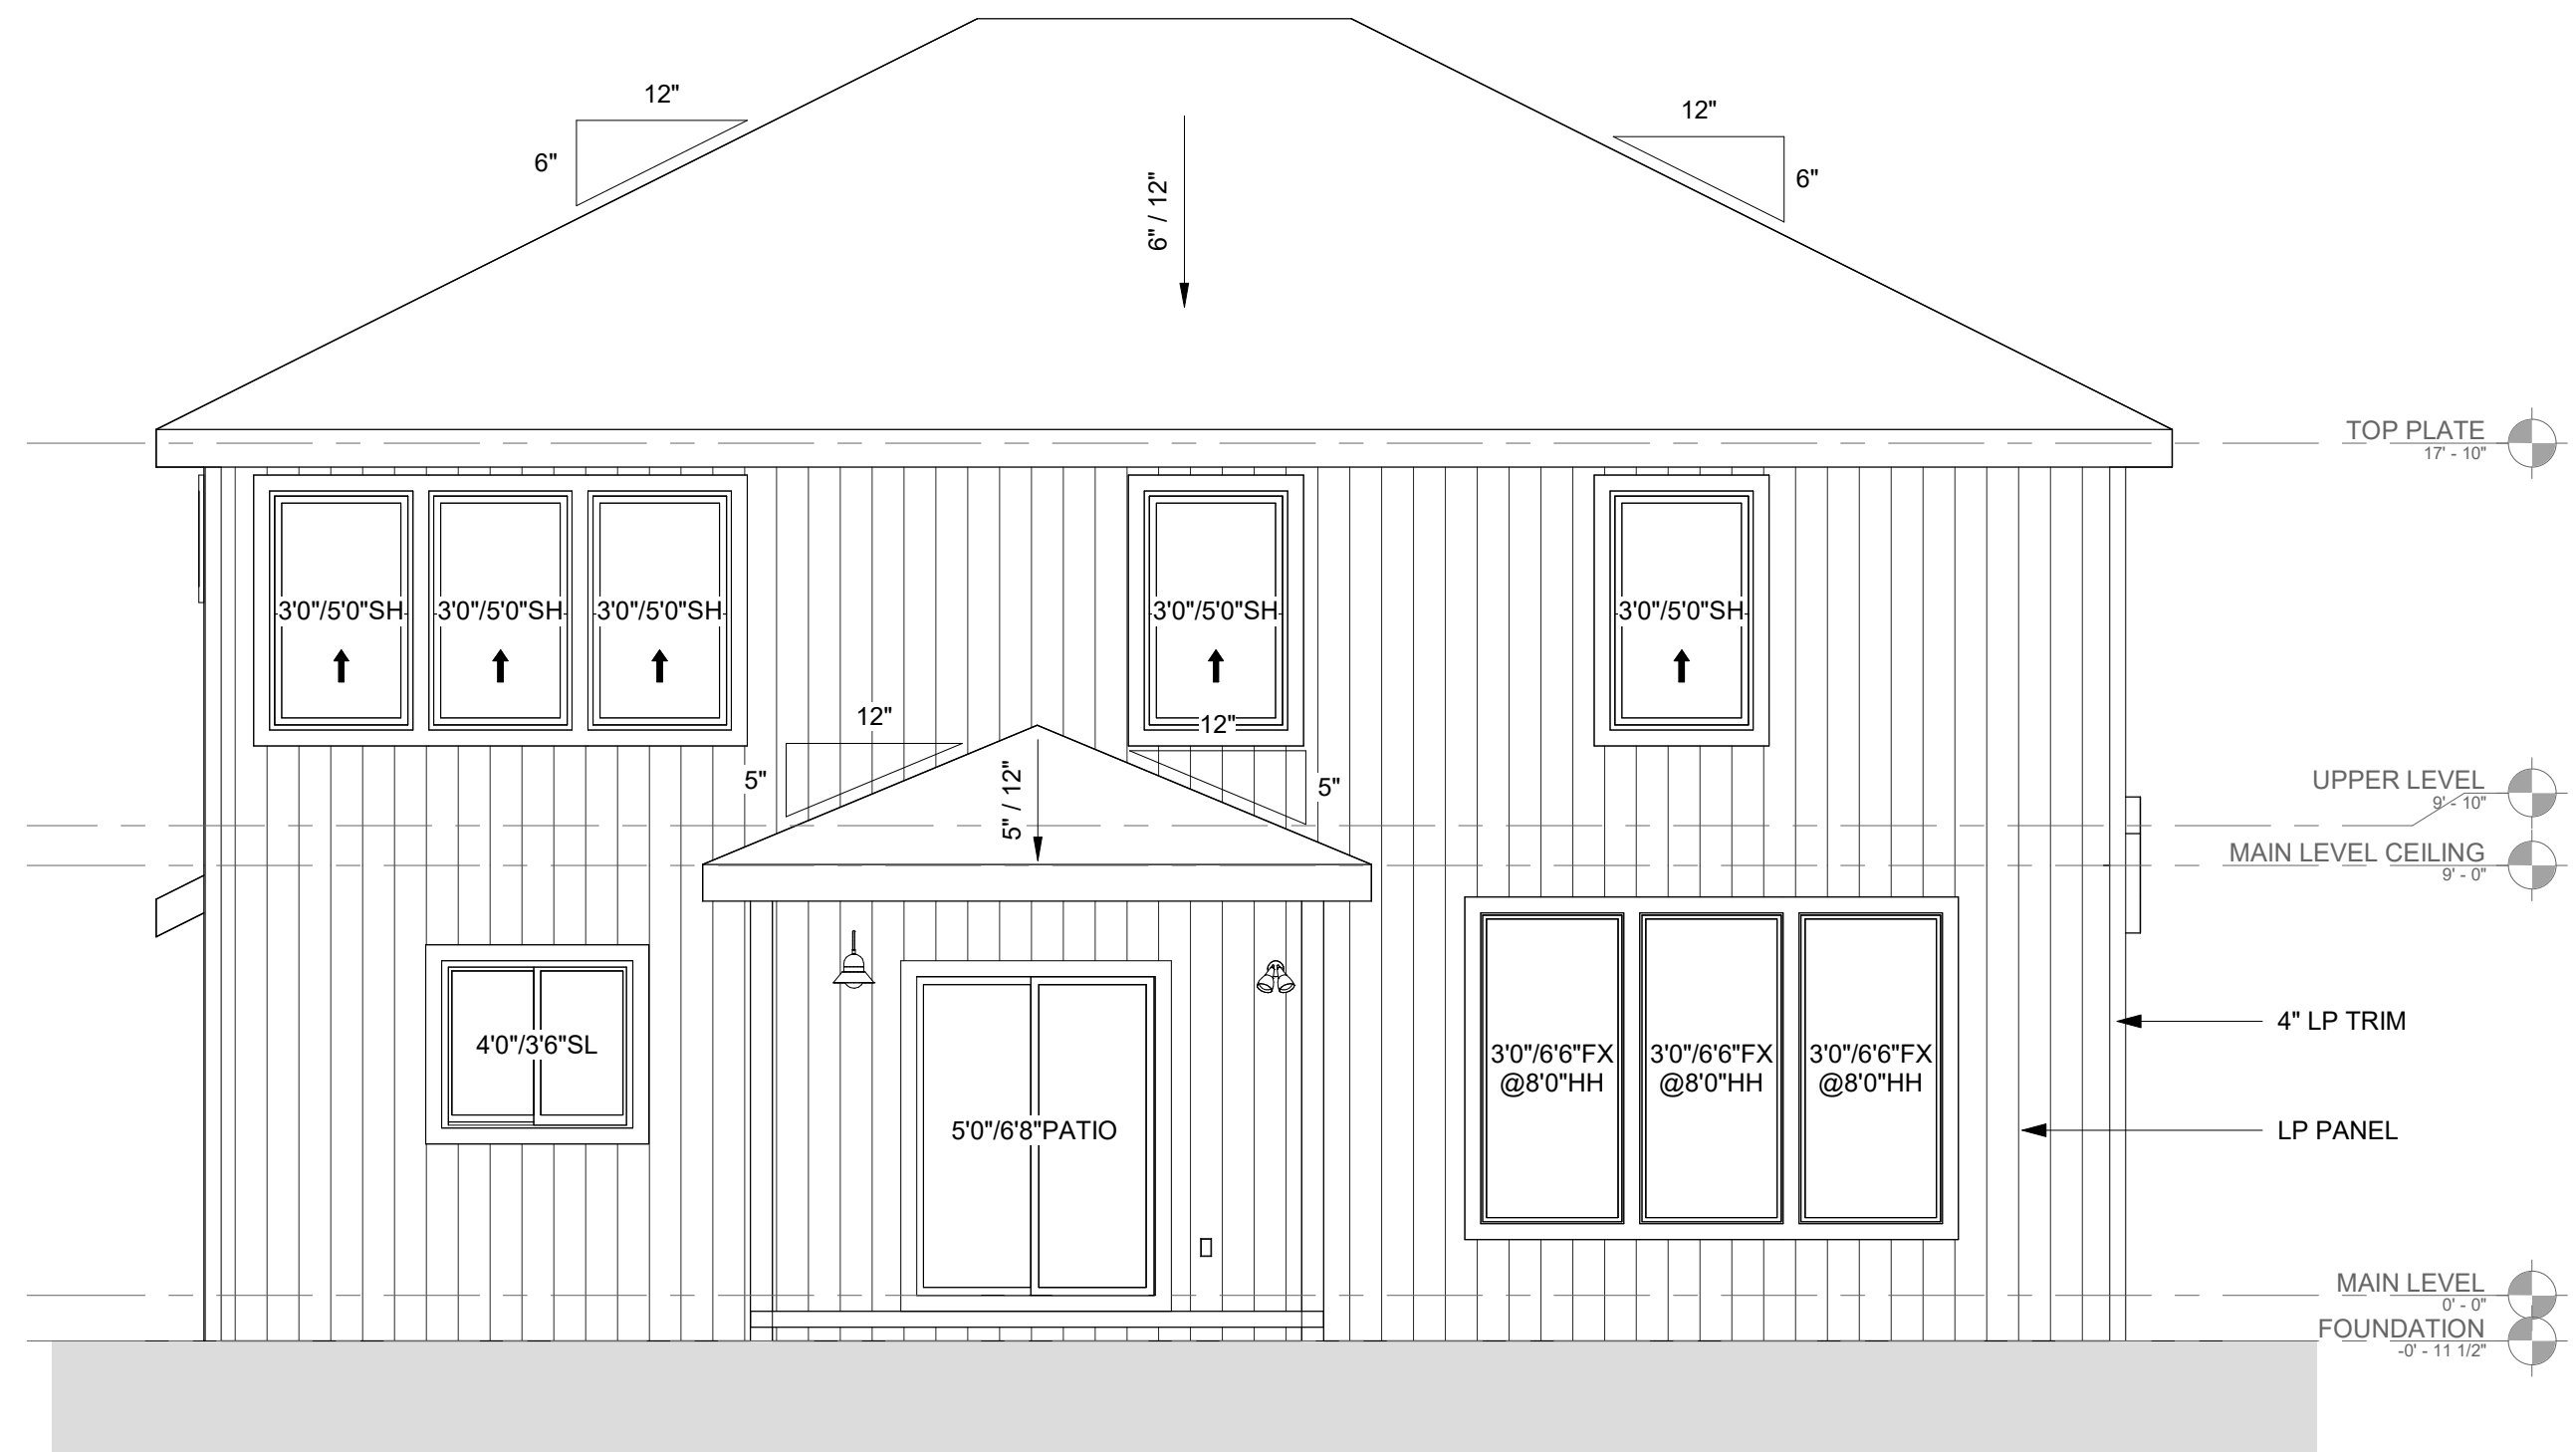 12"
6"
12"
6"
6" / 12"
TOP PLATE
17' - 10"
3'0"/5'0"SH
3'0"/5'0"SH
3'0"/5'0"SH
3'0"/5'0"SH
3'0"/5'0"SH
12"
12"
5"
5"
5" / 12"
UPPER LEVEL
9' - 10"
MAIN LEVEL CEILING
9' - 0"
4" LP TRIM
4'0"/3'6"SL
3'0"/6'6"FX
@8'0"HH
3'0"/6'6"FX
@8'0"HH
3'0"/6'6"FX
@8'0"HH
5'0"/6'8"PATIO
LP PANEL
MAIN LEVEL
0' - 0"
FOUNDATION
-0' - 11 1/2"